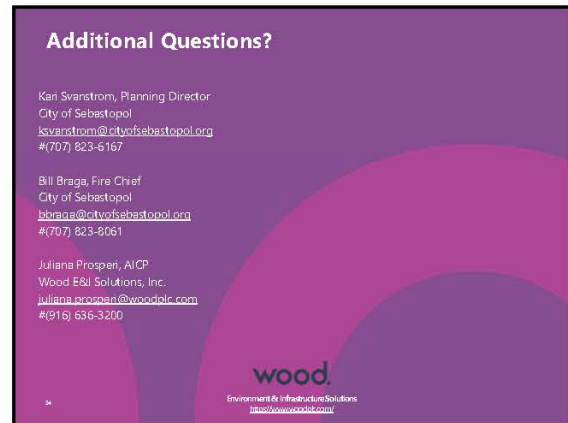 Additional Questions?
Kari Svanstrom, Planning Director
City of Sebastopol
ksvanstrom@cityofsebastopol.org
#(707) 823-6167
Bill Braga, Fire Chief
City of Sebastopol
bbraga@cityofsebastopol.org
#(707) 823-8061
Juliana Prosperi, AICP
Wood E&I Solutions, Inc.
juliana.prosperi@woodplc.com
#(916) 636-3200
wood.
Environment & Infrastructure Solutions
https://www.woodplc.com/